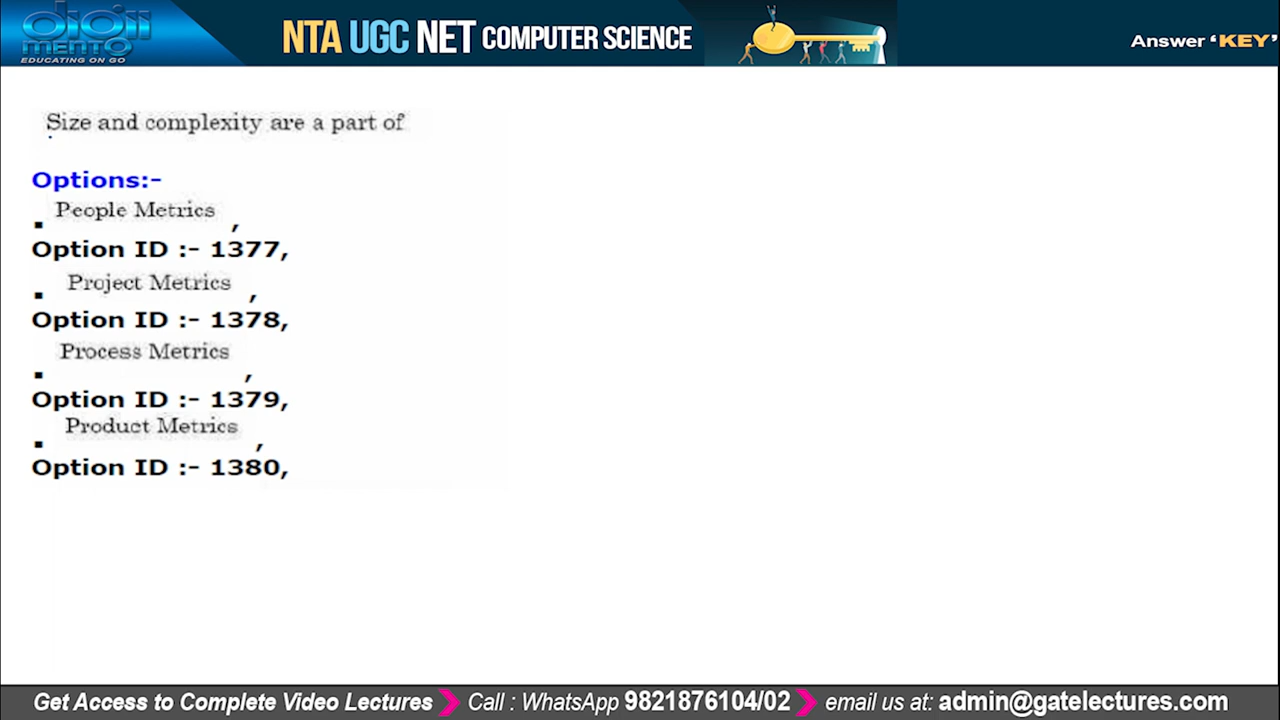 digii
MENTO
EDUCATING ON GO
NTA UGC NET COMPUTER SCIENCE
Answer ‘KEY’
Size and complexity are a part of
Options:-
▪ People Metrics ,
Option ID :- 1377,
▪ Project Metrics ,
Option ID :- 1378,
▪ Process Metrics ,
Option ID :- 1379,
▪ Product Metrics ,
Option ID :- 1380,
Get Access to Complete Video Lectures Call : WhatsApp 9821876104/02 email us at: admin@gatelectures.com